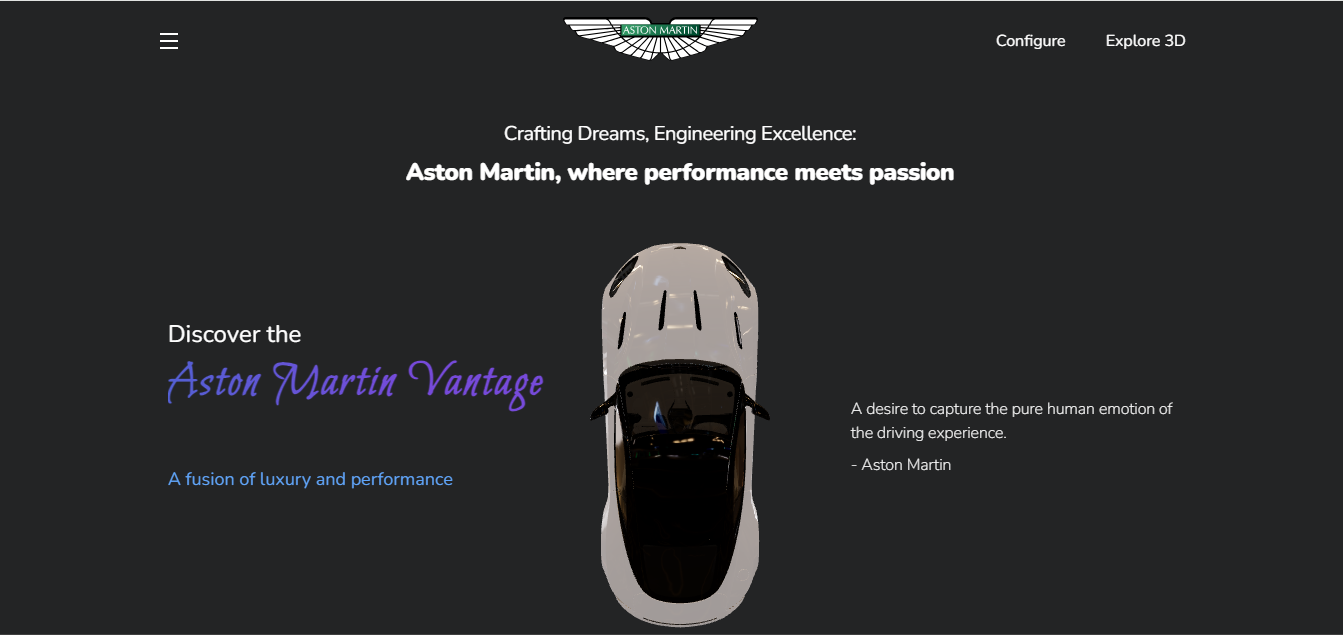 ASTON MARTIN
Configure
Explore 3D
Crafting Dreams, Engineering Excellence:
Aston Martin, where performance meets passion
Discover the
Aston Martin Vantage
A fusion of luxury and performance
A desire to capture the pure human emotion of
the driving experience.
- Aston Martin